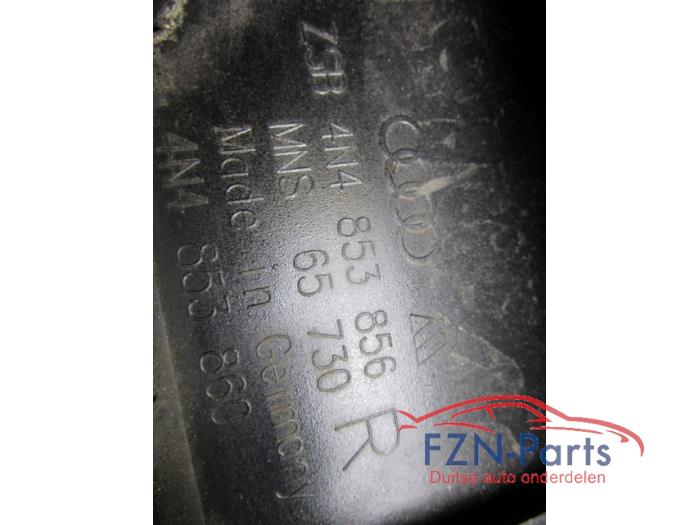 ZSB 4N4 853 856
MNS 65 730 R
Made in Germany
4N4 853 860
FZN-Parts
Duitse auto onderdelen